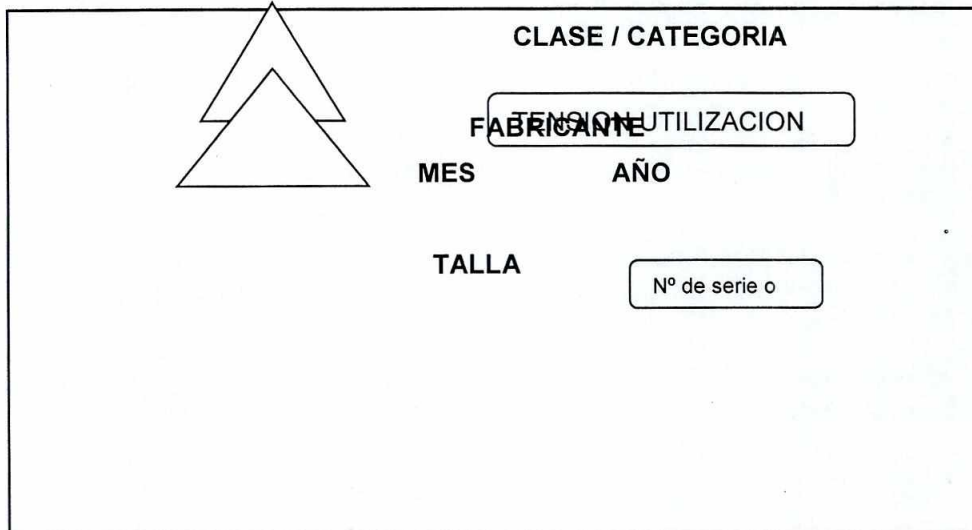 CLASE / CATEGORIA
TENSION UTILIZACION
FABRICANTE
MES AÑO
TALLA
Nº de serie o